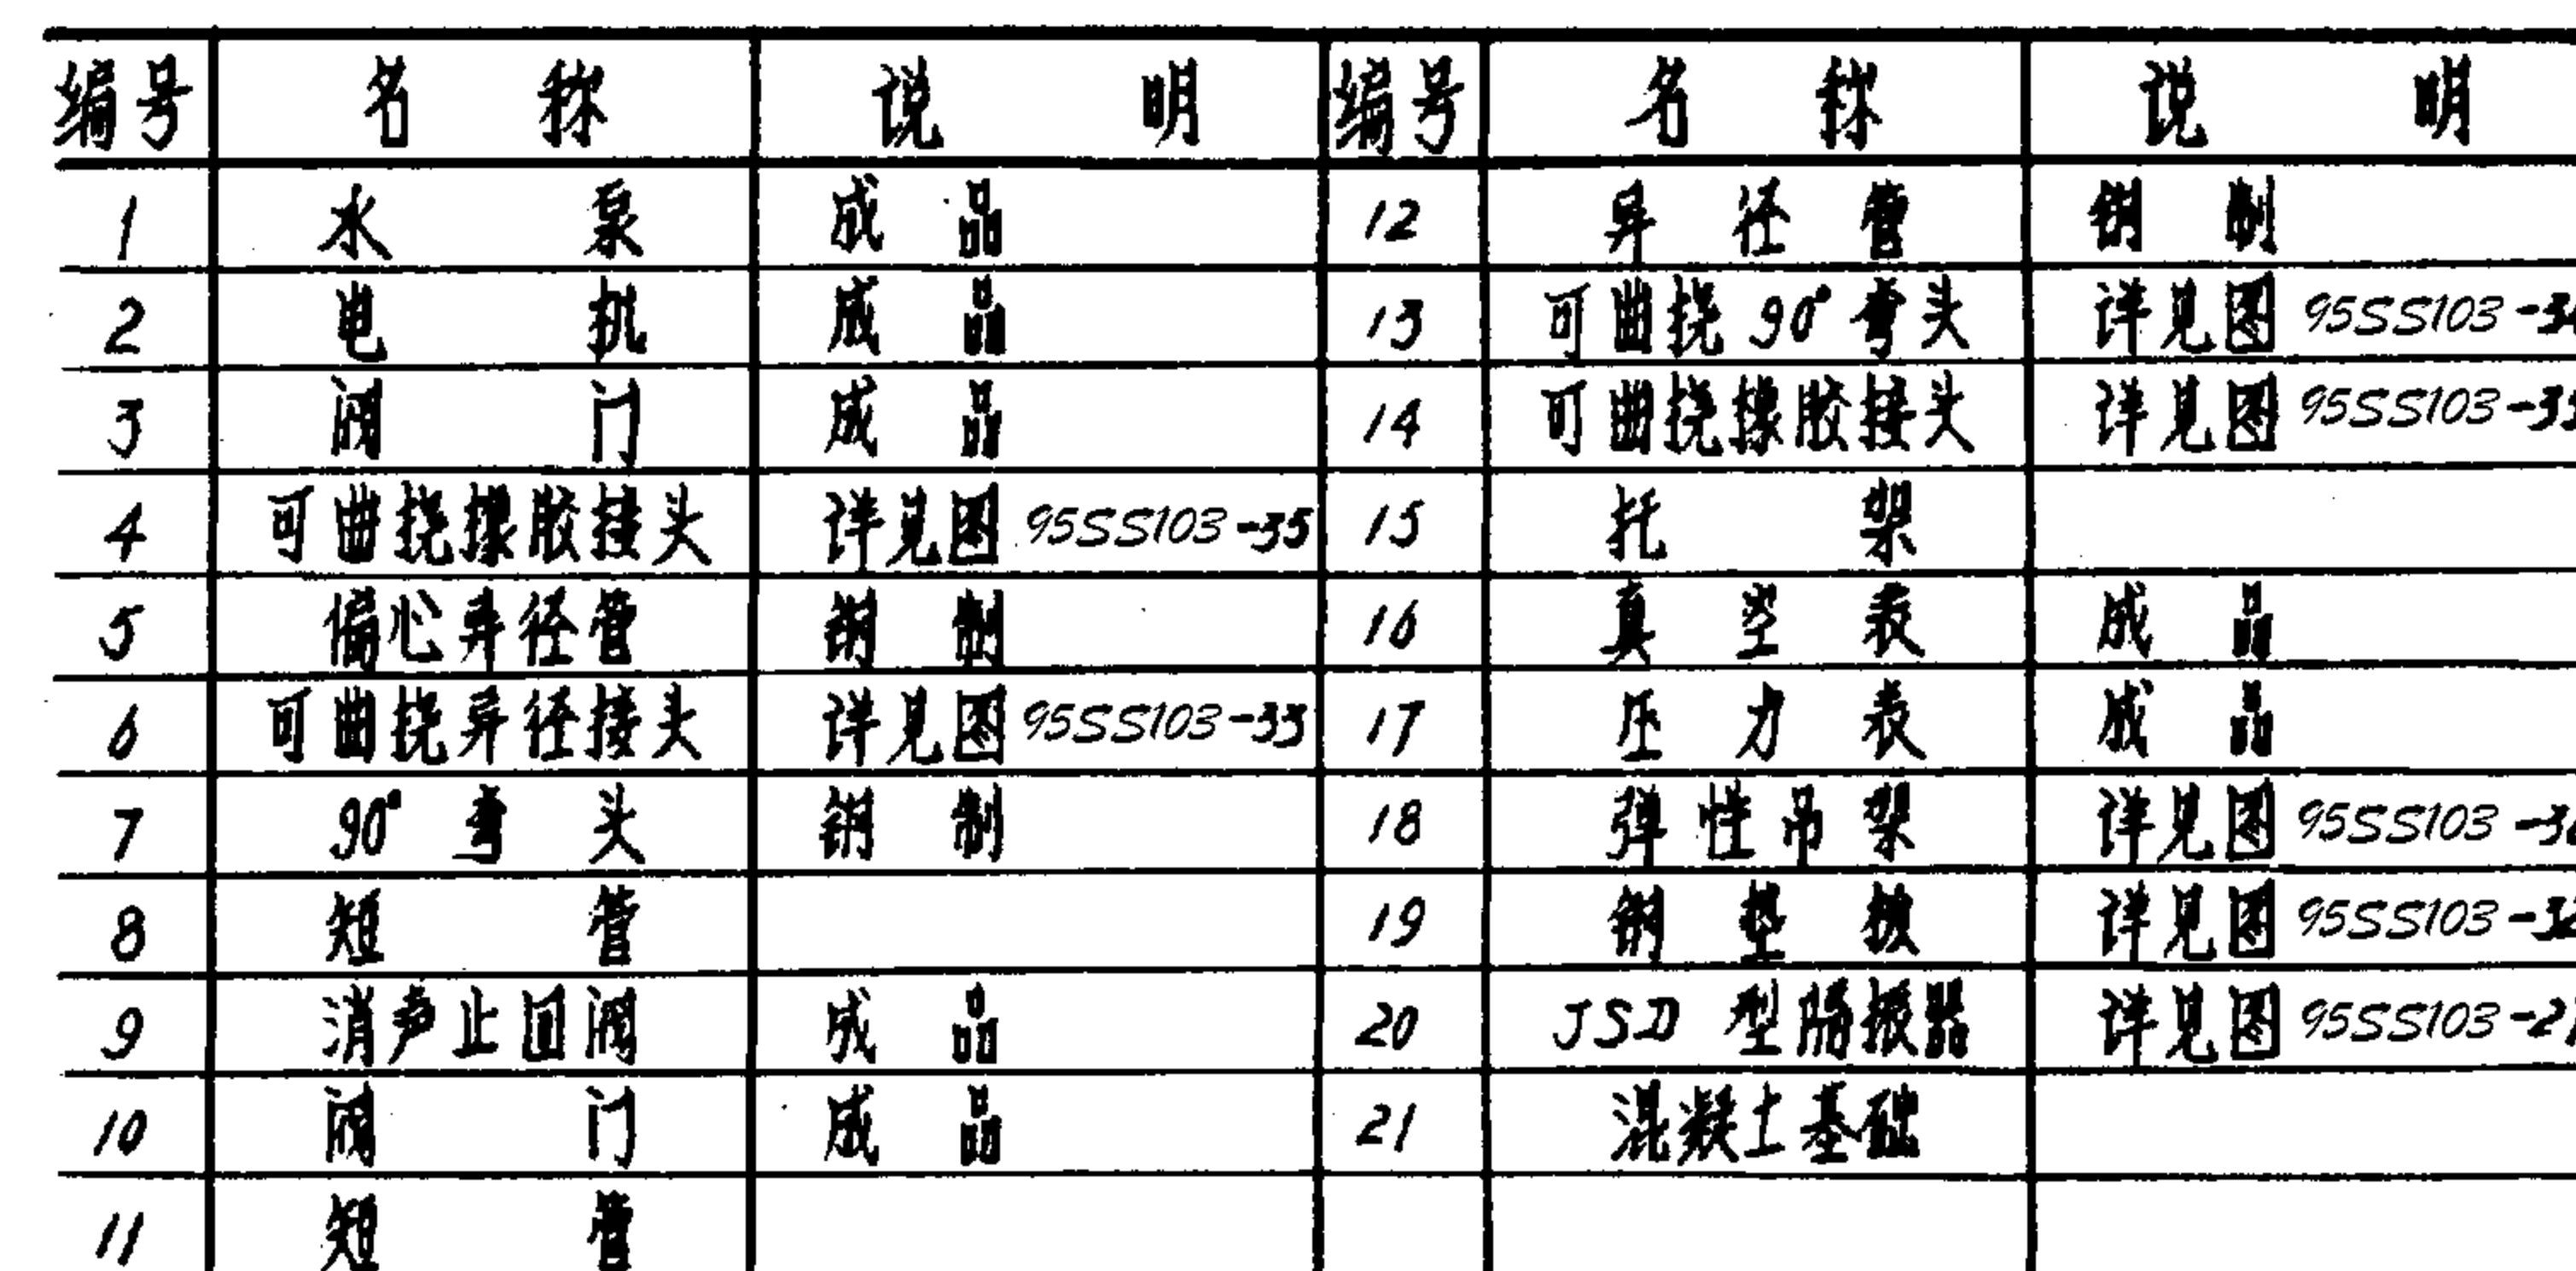 编号 名称 说明 编号 名称 说明
1 水泵 成品 12 异径管 钢制
2 电机 成品 13 可曲挠90°弯头 详见图 95SS103
3 阀门 成品 14 可曲挠橡胶接头 详见图 95SS103
4 可曲挠橡胶接头 详见图 95SS103-35 15 托架
5 偏心异径管 钢制 16 真空表 成品
6 可曲挠异径接头 详见图 95SS103-33 17 压力表 成品
7 90°弯头 钢制 18 弹性吊架 详见图 95SS103
8 短管 19 钢垫板 详见图 95SS103
9 消声止回阀 成品 20 JSD型隔振器 详见图 95SS103
10 阀门 成品 21 混凝土基础
11 短管